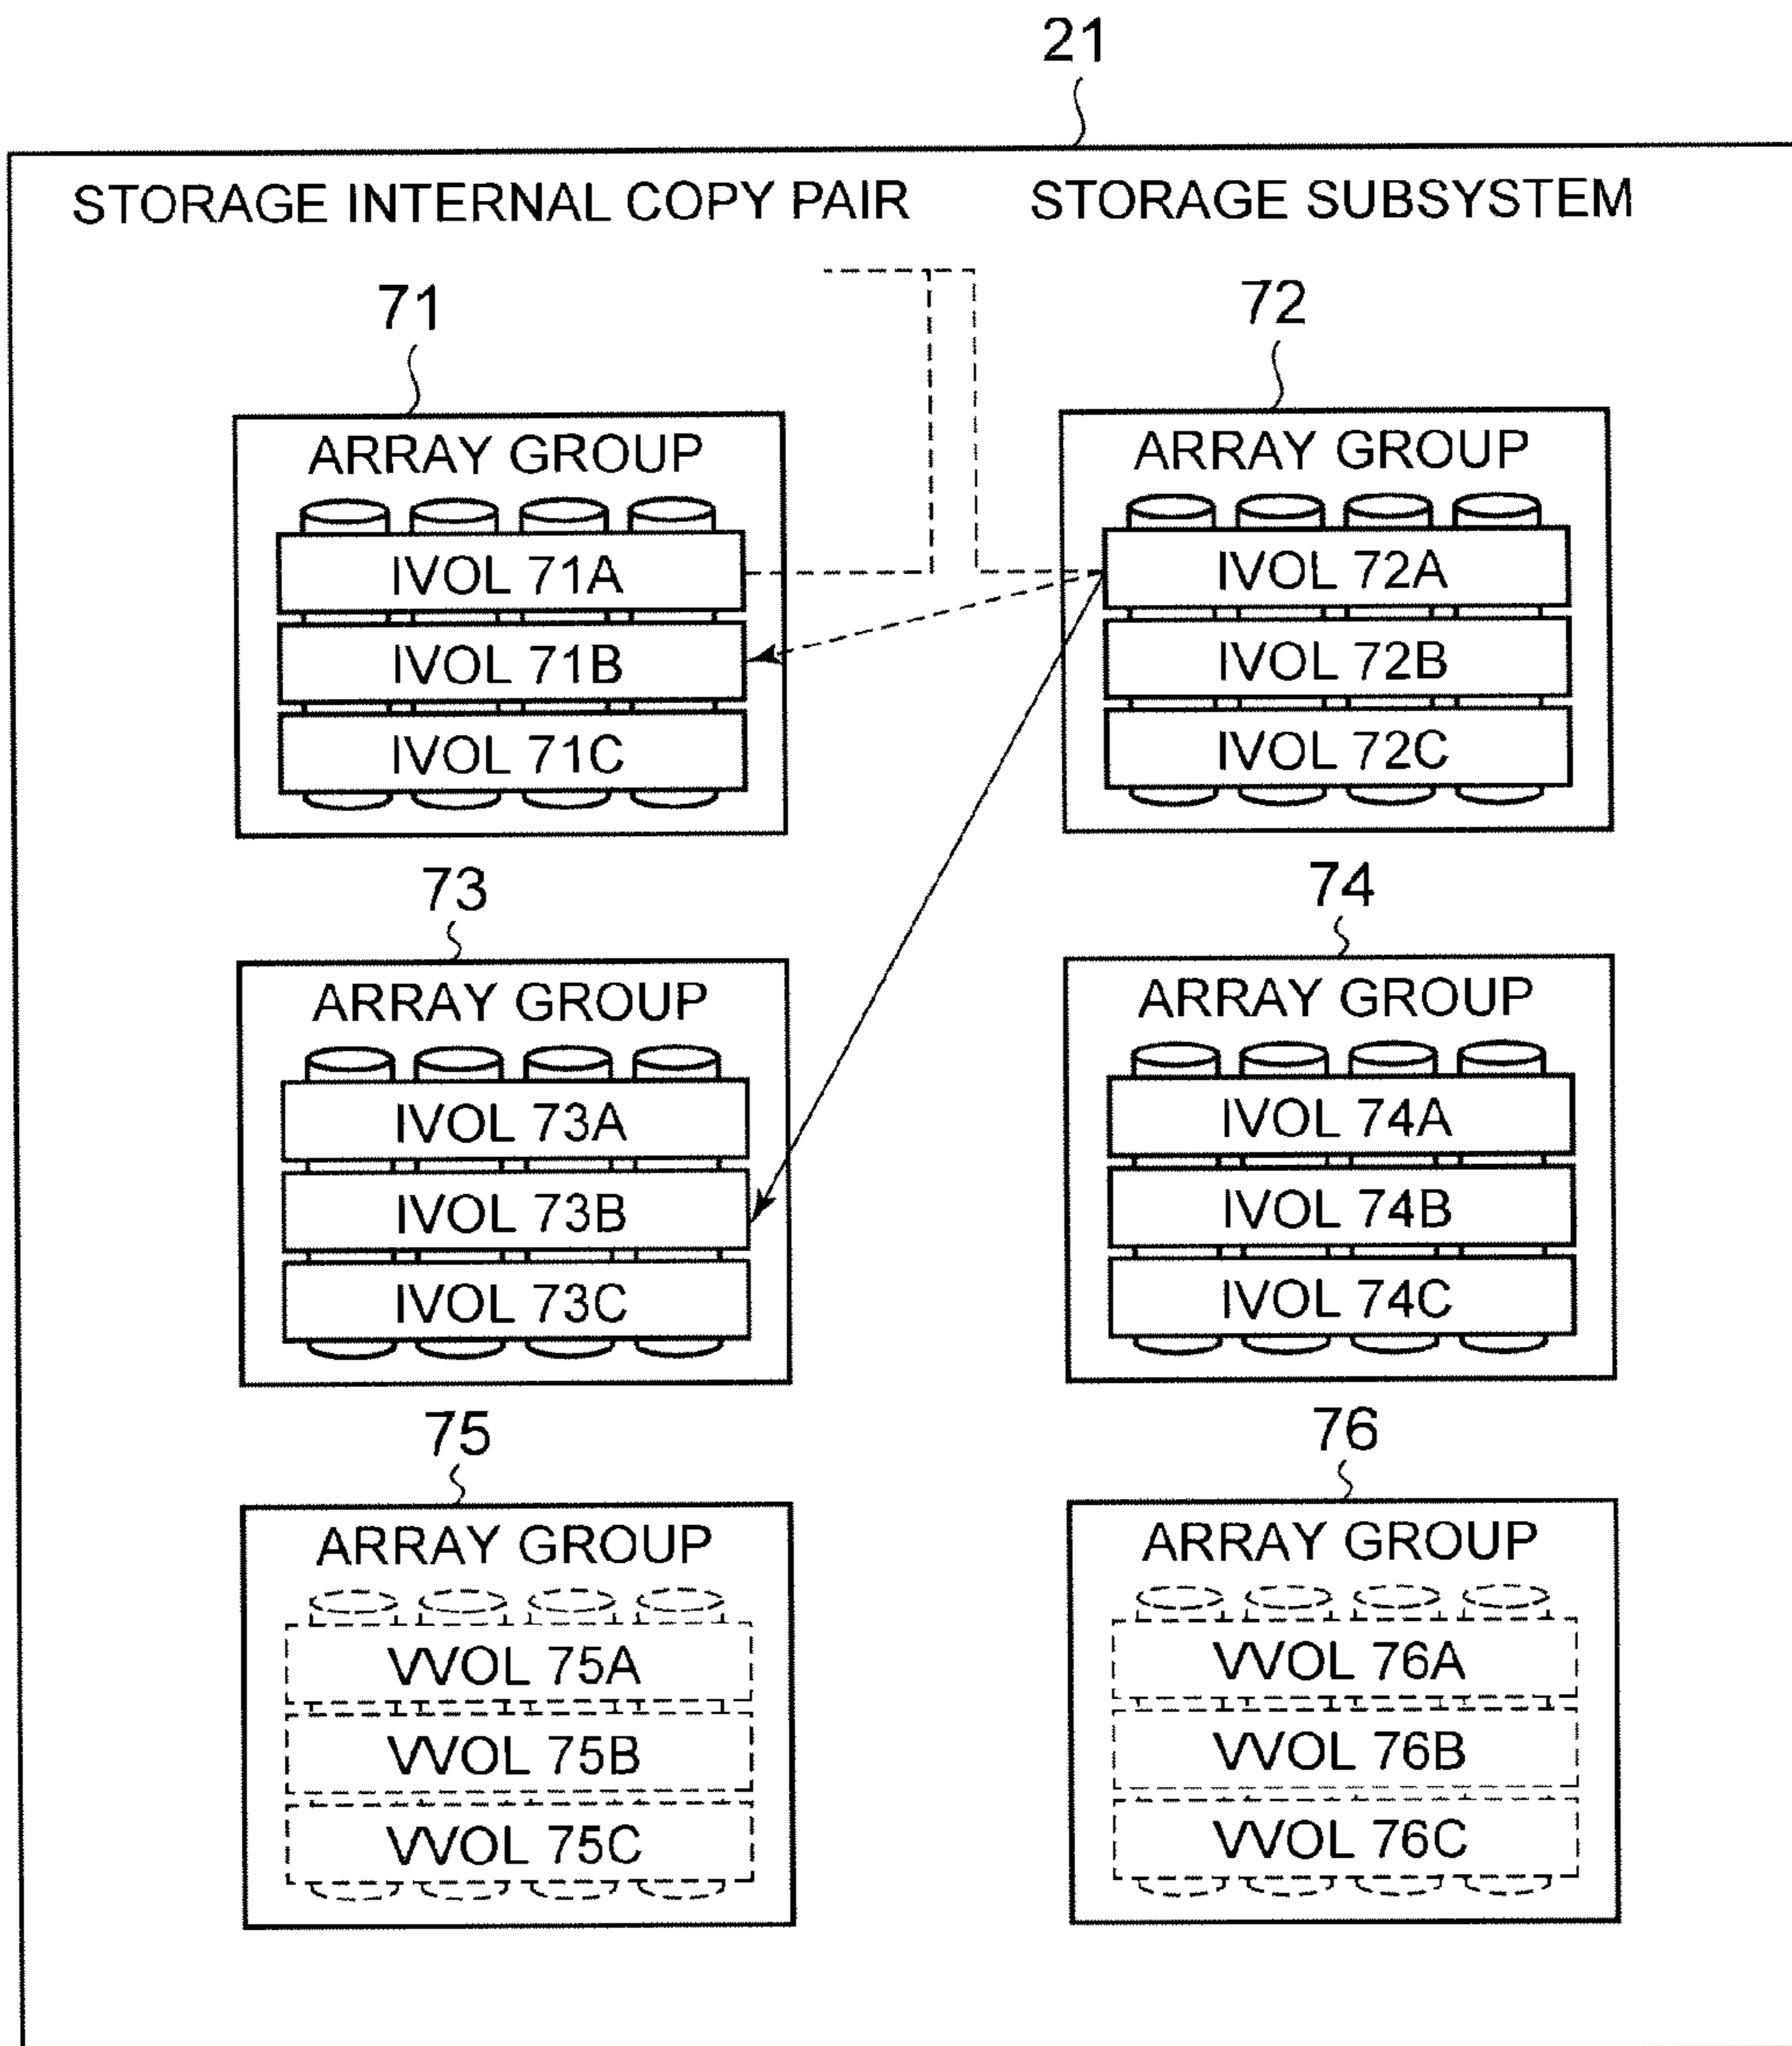 21
STORAGE INTERNAL COPY PAIR STORAGE SUBSYSTEM
71
ARRAY GROUP
IVOL 71A
IVOL 71B
IVOL 71C
72
ARRAY GROUP
IVOL 72A
IVOL 72B
IVOL 72C
73
ARRAY GROUP
IVOL 73A
IVOL 73B
IVOL 73C
74
ARRAY GROUP
IVOL 74A
IVOL 74B
IVOL 74C
75
ARRAY GROUP
VVOL 75A
VVOL 75B
VVOL 75C
76
ARRAY GROUP
VVOL 76A
VVOL 76B
VVOL 76C